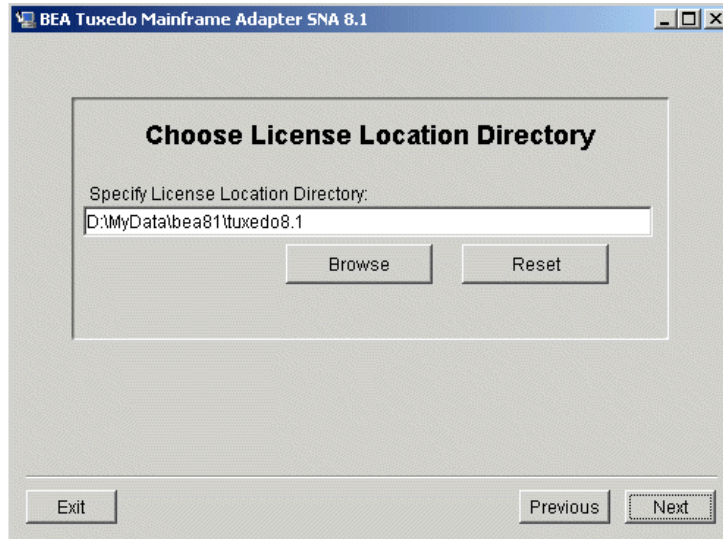 BEA Tuxedo Mainframe Adapter SNA 8.1
Choose License Location Directory
Specify License Location Directory:
D:\MyData\bea81\tuxedo8.1
Browse Reset
Exit Previous Next